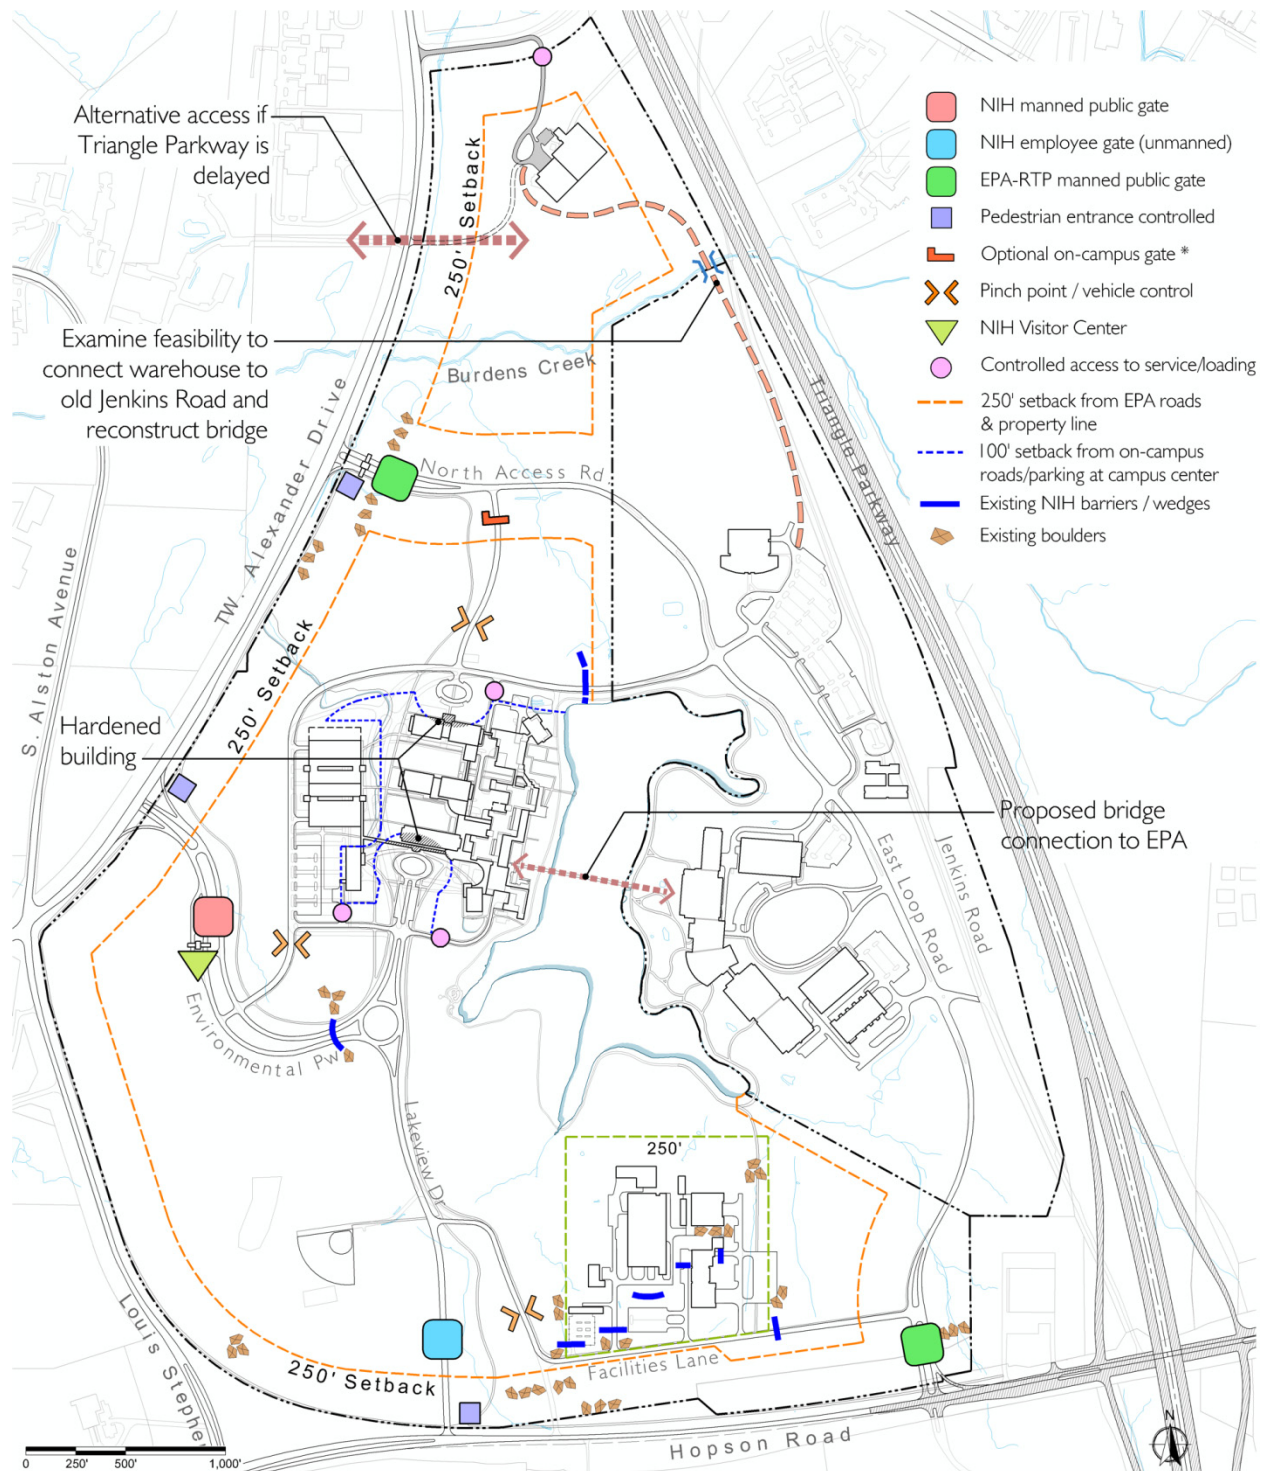 Alternative access if
Triangle Parkway is
delayed
250' Setback
NIH manned public gate
NIH employee gate (unmanned)
EPA-RTP manned public gate
Pedestrian entrance controlled
Optional on-campus gate *
Pinch point / vehicle control
NIH Visitor Center
Controlled access to service/loading
250' setback from EPA roads
& property line
100' setback from on-campus
roads/parking at campus center
Existing NIH barriers / wedges
Existing boulders
Examine feasibility to
connect warehouse to
old Jenkins Road and
reconstruct bridge
Burdens Creek
Triangle Parkway
North Access Rd
TW. Alexander Drive
S. Alston Avenue
250' Setback
Hardened
building
Proposed bridge
connection to EPA
East Loop Road
Jenkins Road
Environmental Pw
Lakeview Dr
250'
Louis Stephe
250' Setback
Facilities Lane
Hopson Road
N
0 250' 500' 1,000'